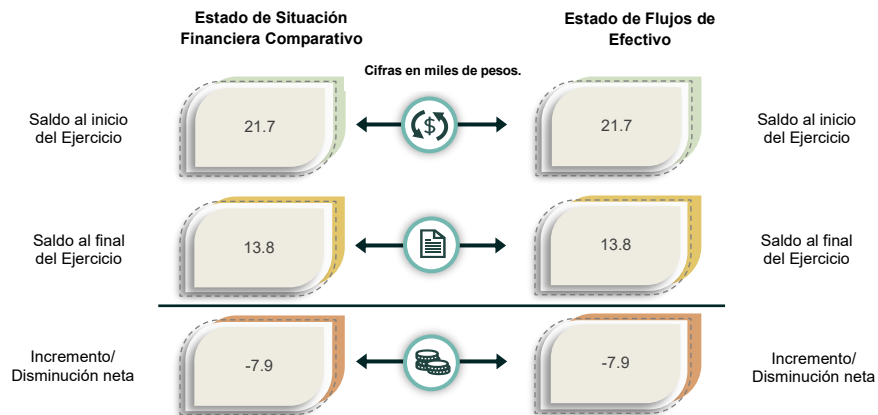 Estado de Situación
Financiera Comparativo
Estado de Flujos de
Efectivo
Cifras en miles de pesos.
Saldo al inicio
del Ejercicio
21.7
$
21.7
Saldo al inicio
del Ejercicio
Saldo al final
del Ejercicio
13.8
13.8
Saldo al final
del Ejercicio
Incremento/
Disminución neta
-7.9
-7.9
Incremento/
Disminución neta